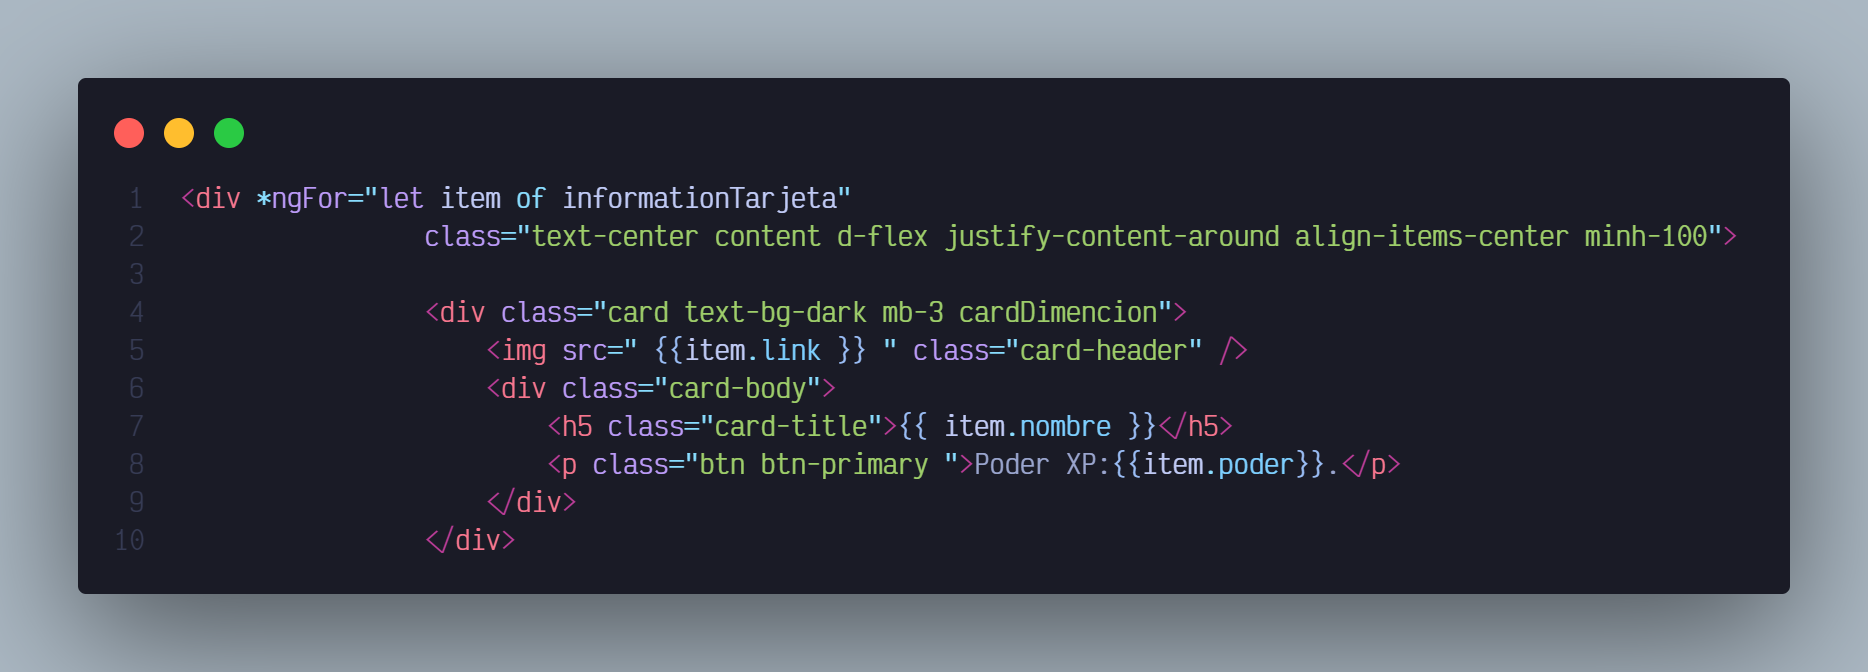 1 <div *ngFor="let item of informationTarjeta"
2 class="text-center content d-flex justify-content-around align-items-center minh-100">
3
4 <div class="card text-bg-dark mb-3 cardDimencion">
5 <img src=" {{item.link }} " class="card-header" />
6 <div class="card-body">
7 <h5 class="card-title">{{ item.nombre }}</h5>
8 <p class="btn btn-primary ">Poder XP:{{item.poder}}.</p>
9 </div>
10 </div>